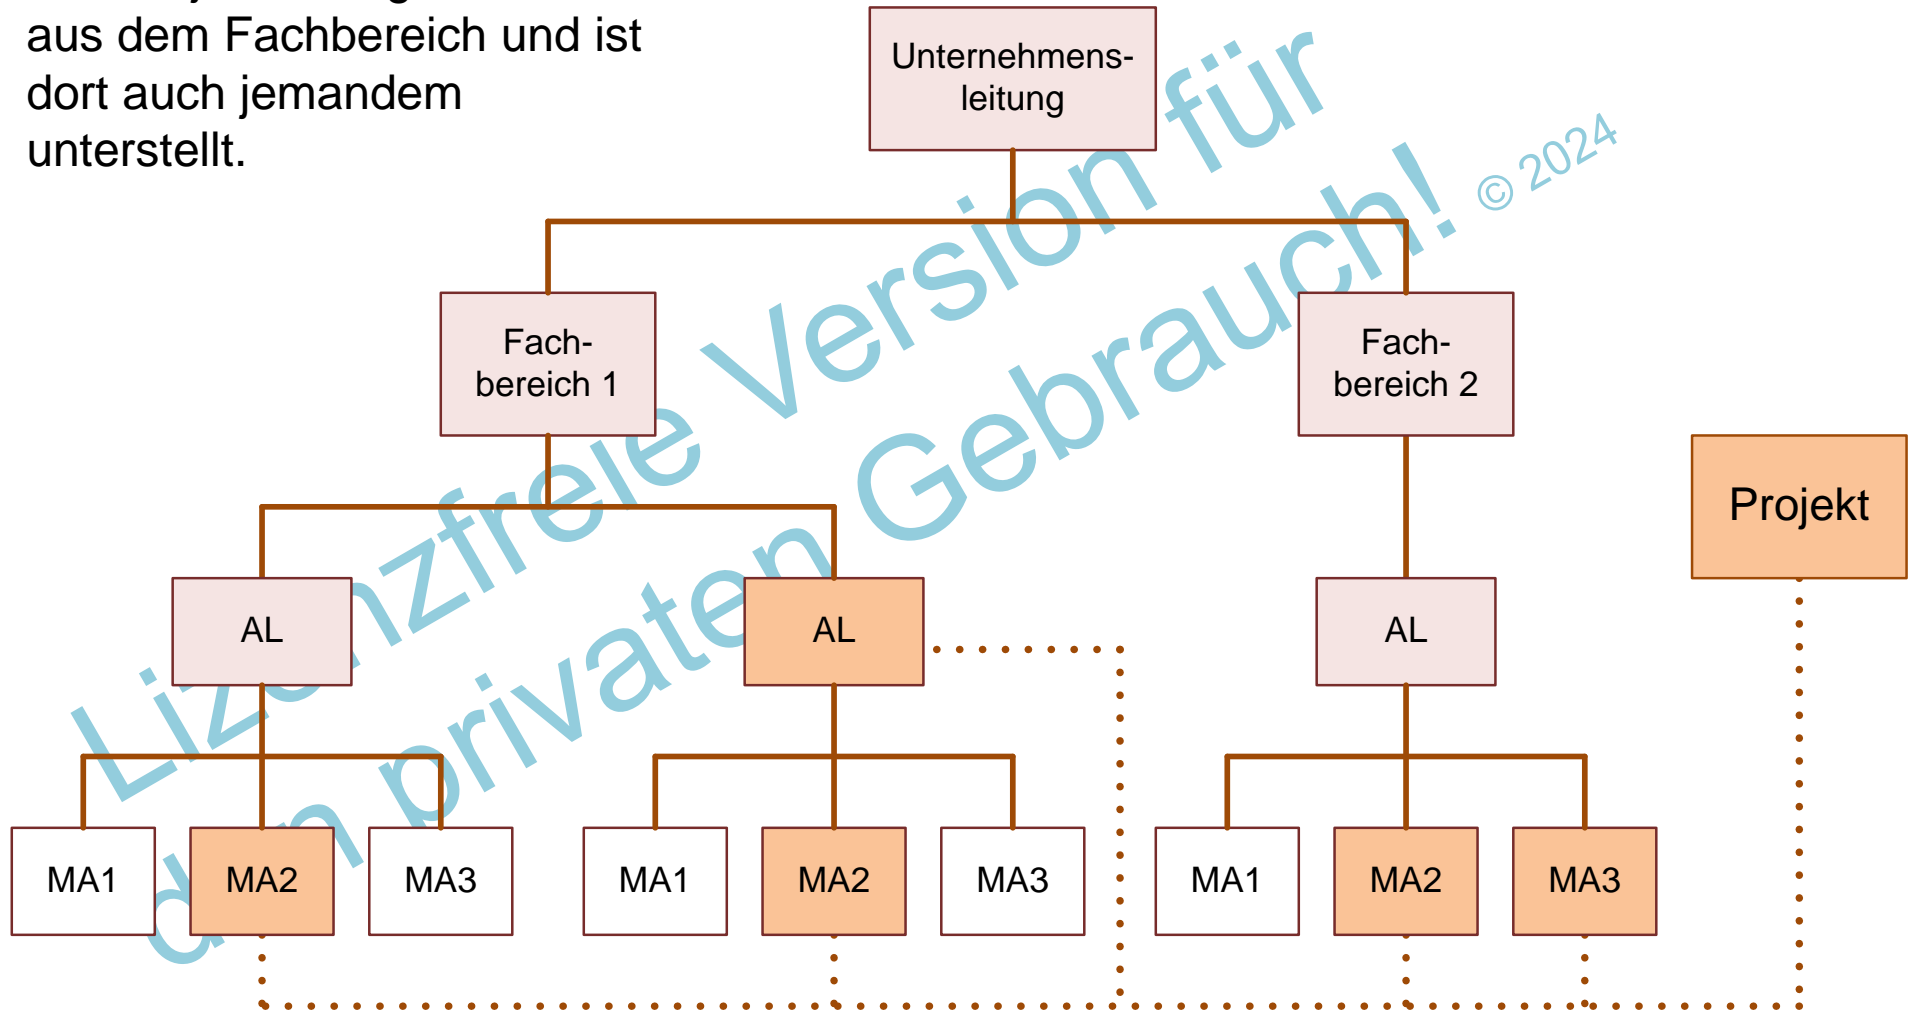 aus dem Fachbereich und ist
dort auch jemandem
unterstellt.
Unternehmens-
leitung
Fach-
bereich 1
Fach-
bereich 2
Projekt
AL
AL
AL
MA1
MA2
MA3
MA1
MA2
MA3
MA1
MA2
MA3
Lizenzfreie Version für
den privaten Gebrauch! © 2024